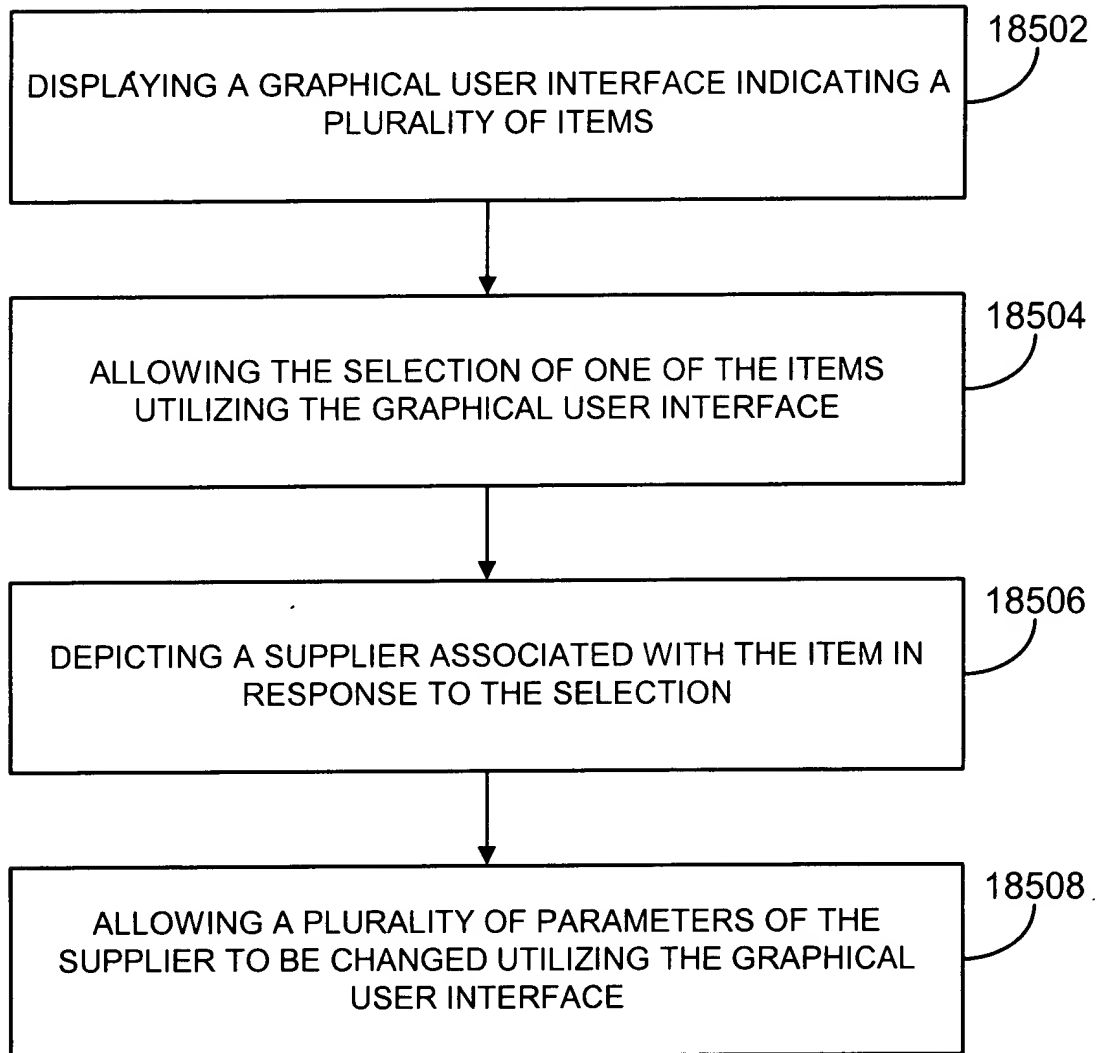 18502
DISPLAYING A GRAPHICAL USER INTERFACE INDICATING A
PLURALITY OF ITEMS
18504
ALLOWING THE SELECTION OF ONE OF THE ITEMS
UTILIZING THE GRAPHICAL USER INTERFACE
18506
DEPICTING A SUPPLIER ASSOCIATED WITH THE ITEM IN
RESPONSE TO THE SELECTION
18508
ALLOWING A PLURALITY OF PARAMETERS OF THE
SUPPLIER TO BE CHANGED UTILIZING THE GRAPHICAL
USER INTERFACE